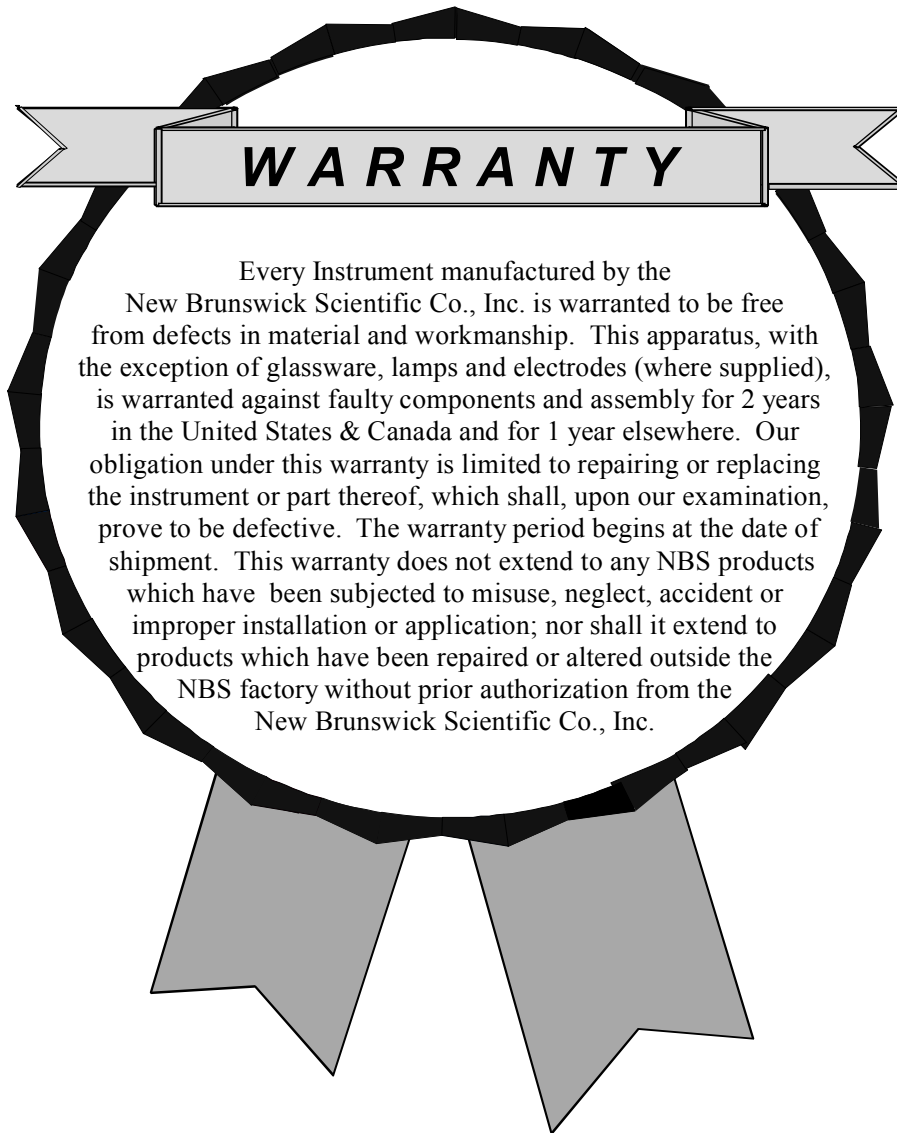 WARRANTY
Every Instrument manufactured by the
New Brunswick Scientific Co., Inc. is warranted to be free
from defects in material and workmanship.  This apparatus, with
the exception of glassware, lamps and electrodes (where supplied),
is warranted against faulty components and assembly for 2 years
in the United States & Canada and for 1 year elsewhere.  Our
obligation under this warranty is limited to repairing or replacing
the instrument or part thereof, which shall, upon our examination,
prove to be defective.  The warranty period begins at the date of
shipment.  This warranty does not extend to any NBS products
which have  been subjected to misuse, neglect, accident or
improper installation or application; nor shall it extend to
products which have been repaired or altered outside the
NBS factory without prior authorization from the
New Brunswick Scientific Co., Inc.